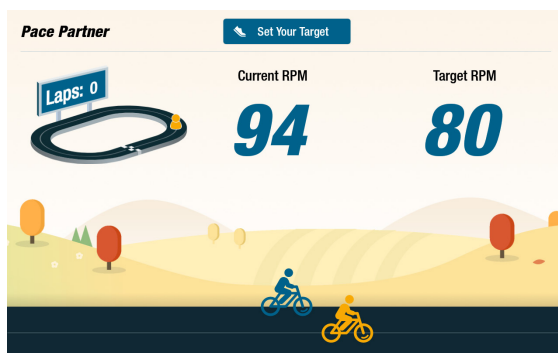 Pace Partner
Set Your Target
Laps: 0
Current RPM
Target RPM
94
80